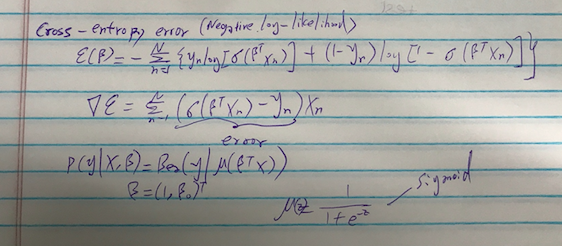 Cross-entropy error (Negative log-likelihood)
ℰ(β) = - Σ_{n=1}^{N} {y_n log[σ(β^T x_n)] + (1-y_n) log[1 - σ(β^T x_n)]}
∇ℰ = Σ_{n=1}^{N} (σ(β^T x_n) - y_n) x_n
error
P(y|X,β) = Ber(y|μ(β^T X))
sigmoid
β = (1, β_0)^T
μ(z) = 1/(1+e^{-z})